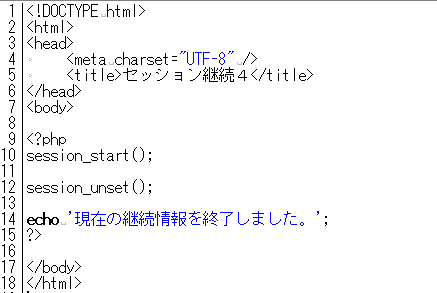 1 <!DOCTYPE html>
2 <html>
3 <head>
4     <meta charset="UTF-8" />
5     <title>セッション継続４</title>
6 </head>
7 <body>
8
9 <?php
10 session_start();
11
12 session_unset();
13
14 echo '現在の継続情報を終了しました。';
15 ?>
16
17 </body>
18 </html>